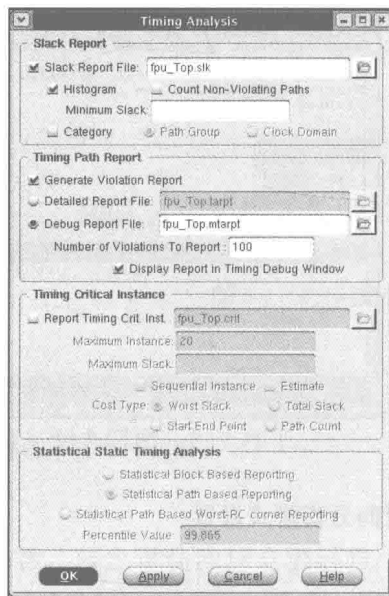 Timing Analysis
Slack Report
Slack Report File: fpu_Top.slk
Histogram Count Non-Violating Paths
Minimum Slack:
Category Path Group Clock Domain
Timing Path Report
Generate Violation Report
Detailed Report File: fpu_Top.tarpt
Debug Report File: fpu_Top.mtarpt
Number of Violations To Report: 100
Display Report in Timing Debug Window
Timing Critical Instance
Report Timing Crit. Inst. fpu_Top.crit
Maximum Instance: 20
Maximum Slack:
Sequential Instance Estimate
Cost Type: Worst Slack Total Slack
Start End Point Path Count
Statistical Static Timing Analysis
Statistical Block Based Reporting
Statistical Path Based Reporting
Statistical Path Based Worst-RC corner Reporting
Percentile Value: 99.865
OK Apply Cancel Help